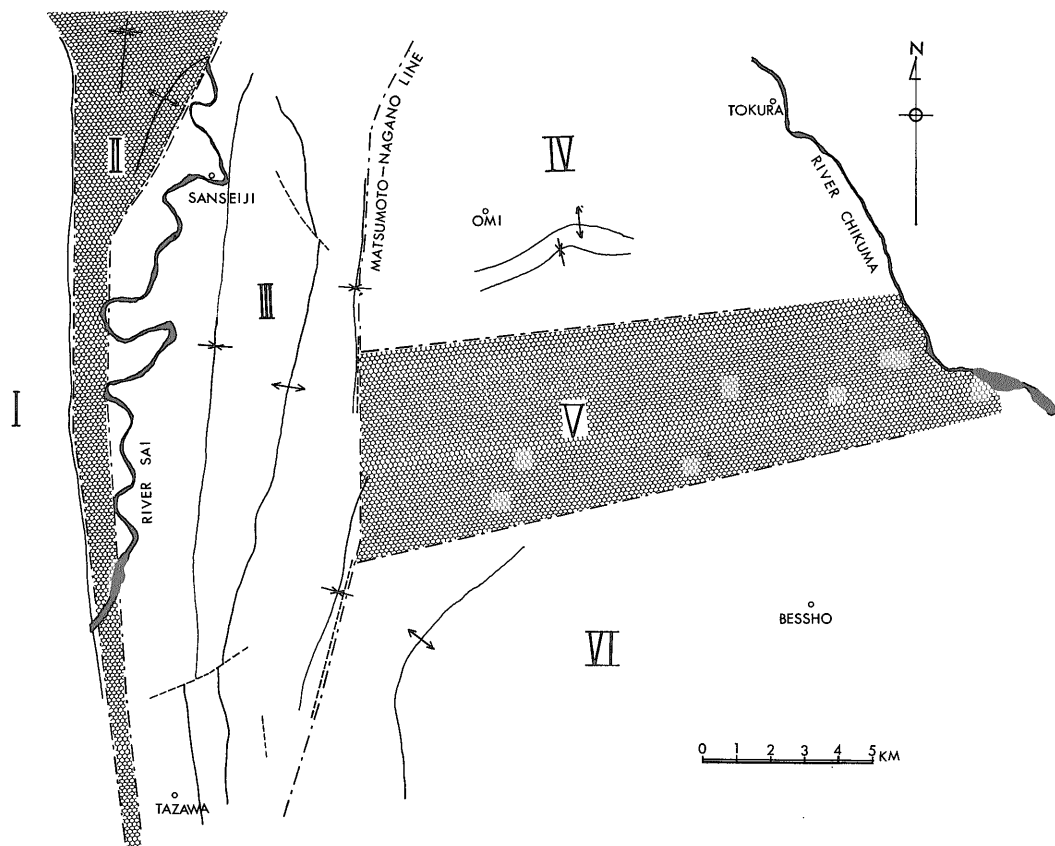 N
TOKURA
II
MATSUMOTO-NAGANO LINE
IV
SANSEIJI
OMI
RIVER CHIKUMA
III
I
V
RIVER SAI
BESSHO
VI
0 1 2 3 4 5 KM
TAZAWA